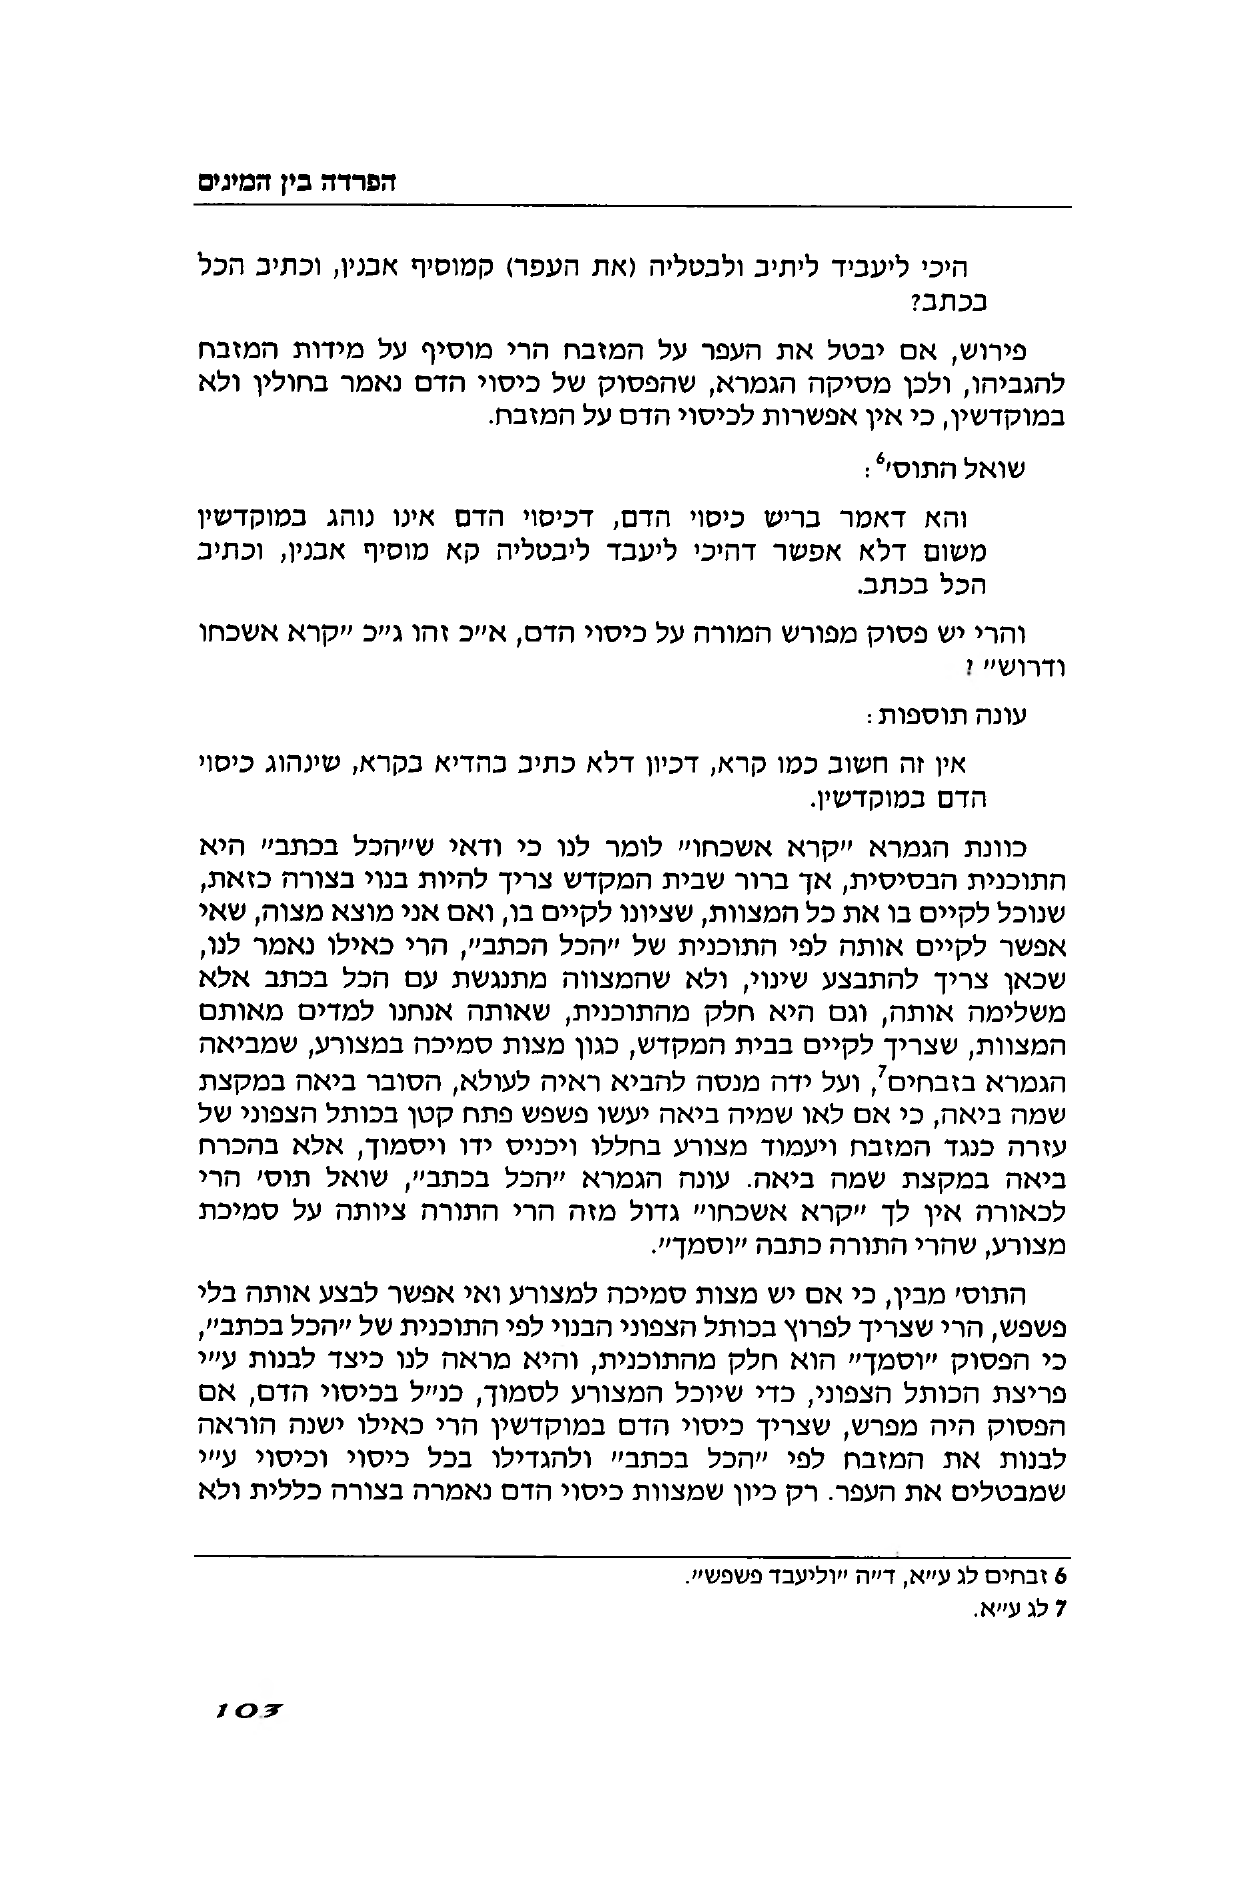 הפרדה בין המינים
היכי ליעביד ליתיב ולבטליה (את העפר) קמוסיף אבנין, וכתיב הכל
בכתב?
פירוש, אם יבטל את העפר על המזבח הרי מוסיף על מידות המזבח
להגביהו, ולכן מסיקה הגמרא, שהפסוק של כיסוי הדם נאמר בחולין ולא
במוקדשין, כי אין אפשרות לכיסוי הדם על המזבח.
שואל התוס׳6:
והא דאמר בריש כיסוי הדם, דכיסוי הדם אינו נוהג במוקדשין
משום דלא אפשר דהיכי ליעבד ליבטליה קא מוסיף אבנין, וכתיב
הכל בכתב.
והרי יש פסוק מפורש המורה על כיסוי הדם, א״כ זהו ג״כ ״קרא אשכחו
ודרוש״ ?
עונה תוספות:
אין זה חשוב כמו קרא, דכיון דלא כתיב בהדיא בקרא, שינהוג כיסוי
הדם במוקדשין.
כוונת הגמרא ״קרא אשכחו״ לומר לנו כי ודאי ש״הכל בכתב״ היא
התוכנית הבסיסית, אך ברור שבית המקדש צריך להיות בנוי בצורה כזאת,
שנוכל לקיים בו את כל המצוות, שציונו לקיים בו, ואם אני מוצא מצוה, שאי
אפשר לקיים אותה לפי התוכנית של ״הכל הכתב״, הרי כאילו נאמר לנו,
שכאן צריך להתבצע שינוי, ולא שהמצווה מתנגשת עם הכל בכתב אלא
משלימה אותה, וגם היא חלק מהתוכנית, שאותה אנחנו למדים מאותם
המצוות, שצריך לקיים בבית המקדש, כגון מצות סמיכה במצורע, שמביאה
הגמרא בזבחים7, ועל ידה מנסה להביא ראיה לעולא, הסובר ביאה במקצת
שמה ביאה, כי אם לאו שמיה ביאה יעשו פשפש פתח קטן בכותל הצפוני של
עזרה כנגד המזבח ויעמוד מצורע בחללו ויכניס ידו ויסמוך, אלא בהכרח
ביאה במקצת שמה ביאה. עונה הגמרא ״הכל בכתב״, שואל תוס׳ הרי
לכאורה אין לך ״קרא אשכחו״ גדול מזה הרי התורה ציותה על סמיכת
מצורע, שהרי התורה כתבה ״וסמך״.
התוס׳ מבין, כי אם יש מצות סמיכה למצורע ואי אפשר לבצע אותה בלי
פשפש, הרי שצריך לפרוץ בכותל הצפוני הבנוי לפי התוכנית של ״הכל בכתב״,
כי הפסוק ״וסמך״ הוא חלק מהתוכנית, והיא מראה לנו כיצד לבנות ע״י
פריצת הכותל הצפוני, כדי שיוכל המצורע לסמוך, כנ״ל בכיסוי הדם, אם
הפסוק היה מפרש, שצריך כיסוי הדם במוקדשין הרי כאילו ישנה הוראה
לבנות את המזבח לפי ״הכל בכתב״ ולהגדילו בכל כיסוי וכיסוי ע״י
שמבטלים את העפר. רק כיון שמצוות כיסוי הדם נאמרה בצורה כללית ולא
6 זבחים לג ע״א, ד״ה ״וליעבד פשפש״.
7 לג ע״א.
103